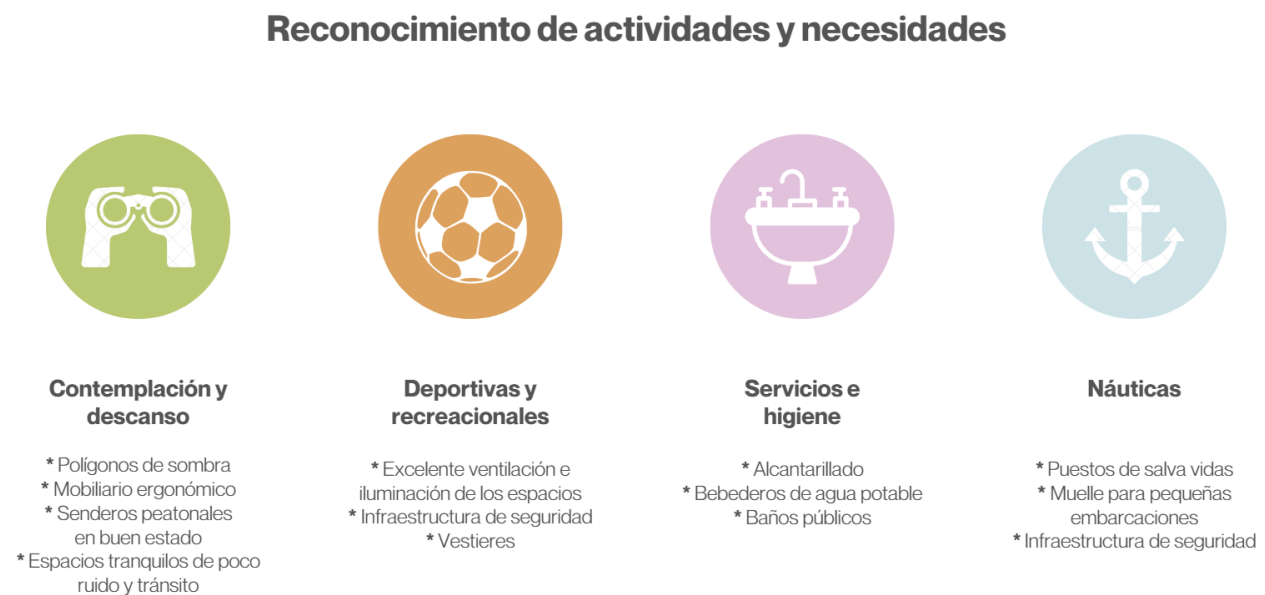 Reconocimiento de actividades y necesidades
Contemplación y
descanso
* Polígonos de sombra
* Mobiliario ergonómico
* Senderos peatonales
en buen estado
* Espacios tranquilos de poco
ruido y tránsito
Deportivas y
recreacionales
* Excelente ventilación e
iluminación de los espacios
* Infraestructura de seguridad
* Vestieres
Servicios e
higiene
* Alcantarillado
* Bebederos de agua potable
* Baños públicos
Náuticas
* Puestos de salva vidas
* Muelle para pequeñas
embarcaciones
* Infraestructura de seguridad